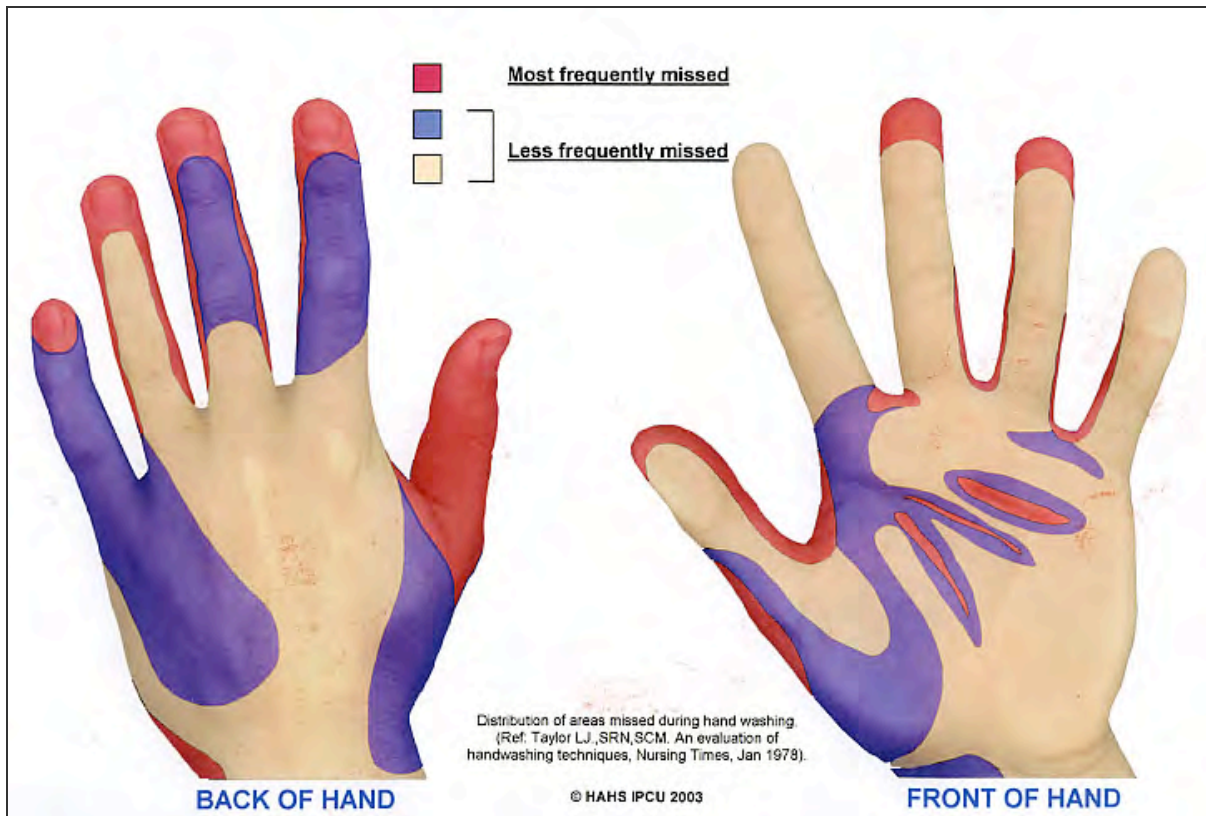 Most frequently missed
Less frequently missed
Distribution of areas missed during hand washing.
(Ref: Taylor LJ.,SRN,SCM. An evaluation of
handwashing techniques, Nursing Times, Jan 1978).
BACK OF HAND
© HAHS IPCU 2003
FRONT OF HAND